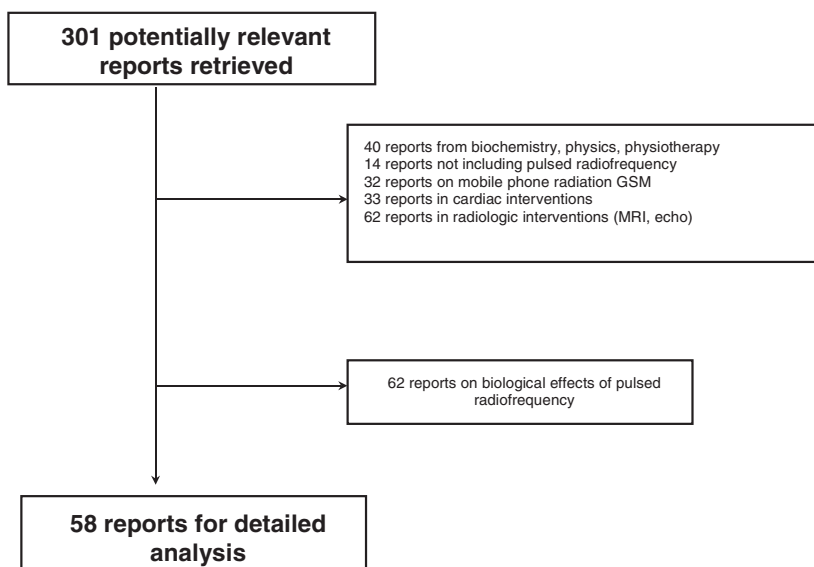 301 potentially relevant
reports retrieved
40 reports from biochemistry, physics, physiotherapy
14 reports not including pulsed radiofrequency
32 reports on mobile phone radiation GSM
33 reports in cardiac interventions
62 reports in radiologic interventions (MRI, echo)
62 reports on biological effects of pulsed
radiofrequency
58 reports for detailed
analysis